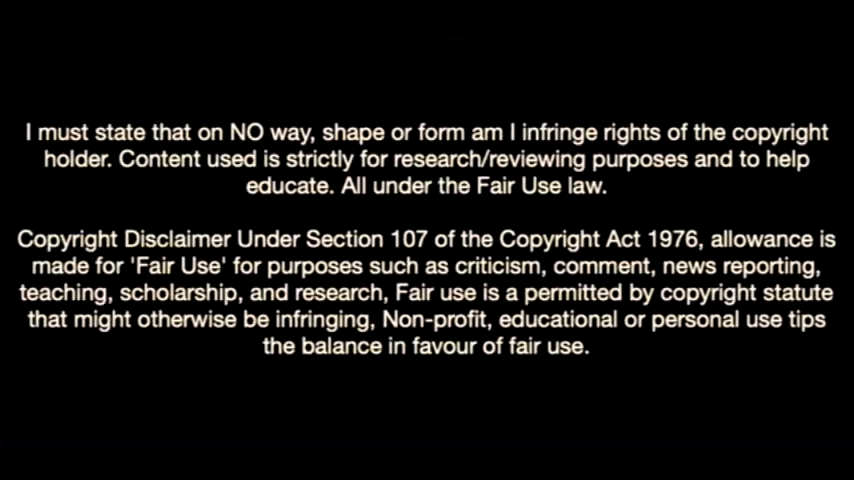 I must state that on NO way, shape or form am I infringe rights of the copyright
holder. Content used is strictly for research/reviewing purposes and to help
educate. All under the Fair Use law.
Copyright Disclaimer Under Section 107 of the Copyright Act 1976, allowance is
made for 'Fair Use' for purposes such as criticism, comment, news reporting,
teaching, scholarship, and research, Fair use is a permitted by copyright statute
that might otherwise be infringing, Non-profit, educational or personal use tips
the balance in favour of fair use.